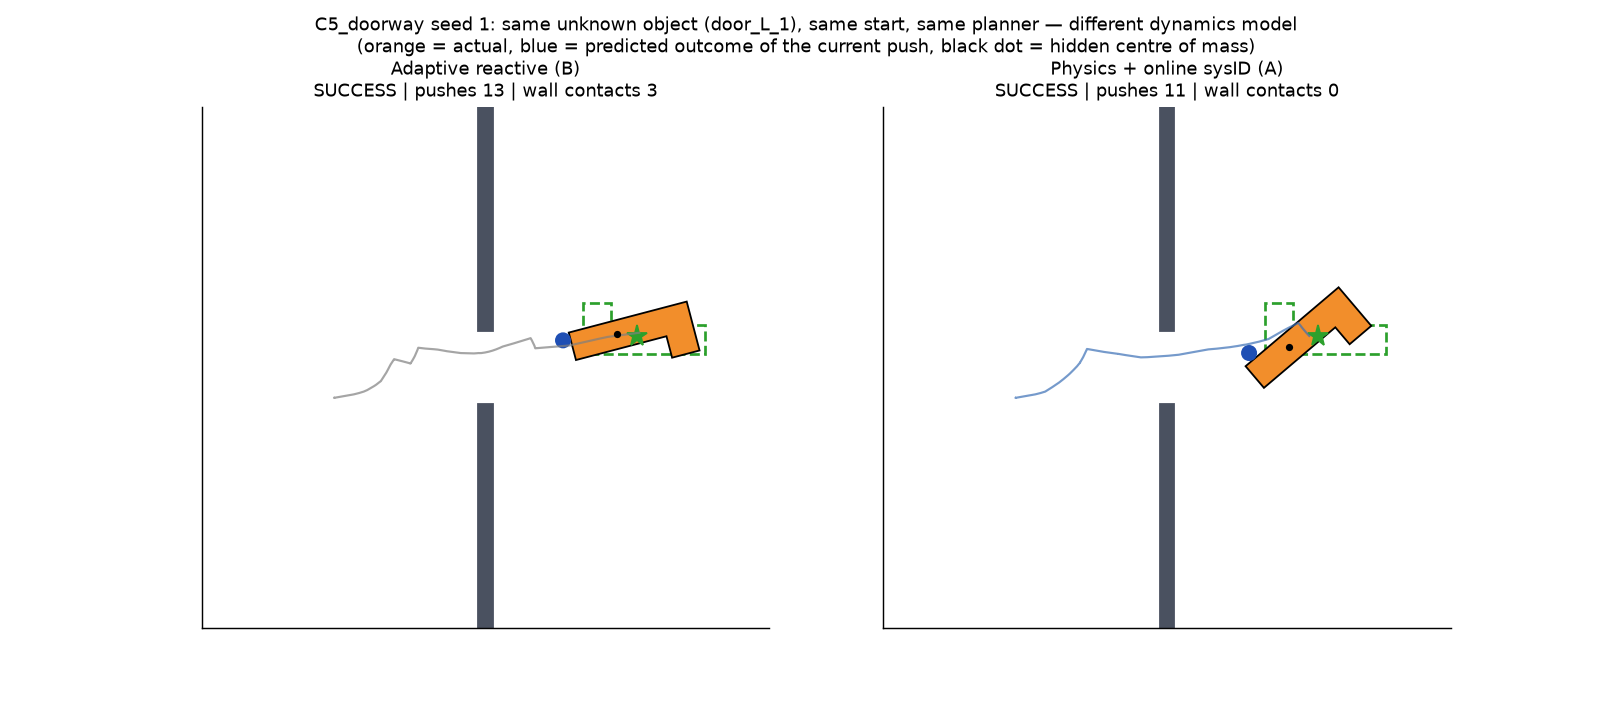 C5_doorway seed 1: same unknown object (door_L_1), same start, same planner — different dynamics model
(orange = actual, blue = predicted outcome of the current push, black dot = hidden centre of mass)
Adaptive reactive (B)
SUCCESS | pushes 13 | wall contacts 3
Physics + online sysID (A)
SUCCESS | pushes 11 | wall contacts 0